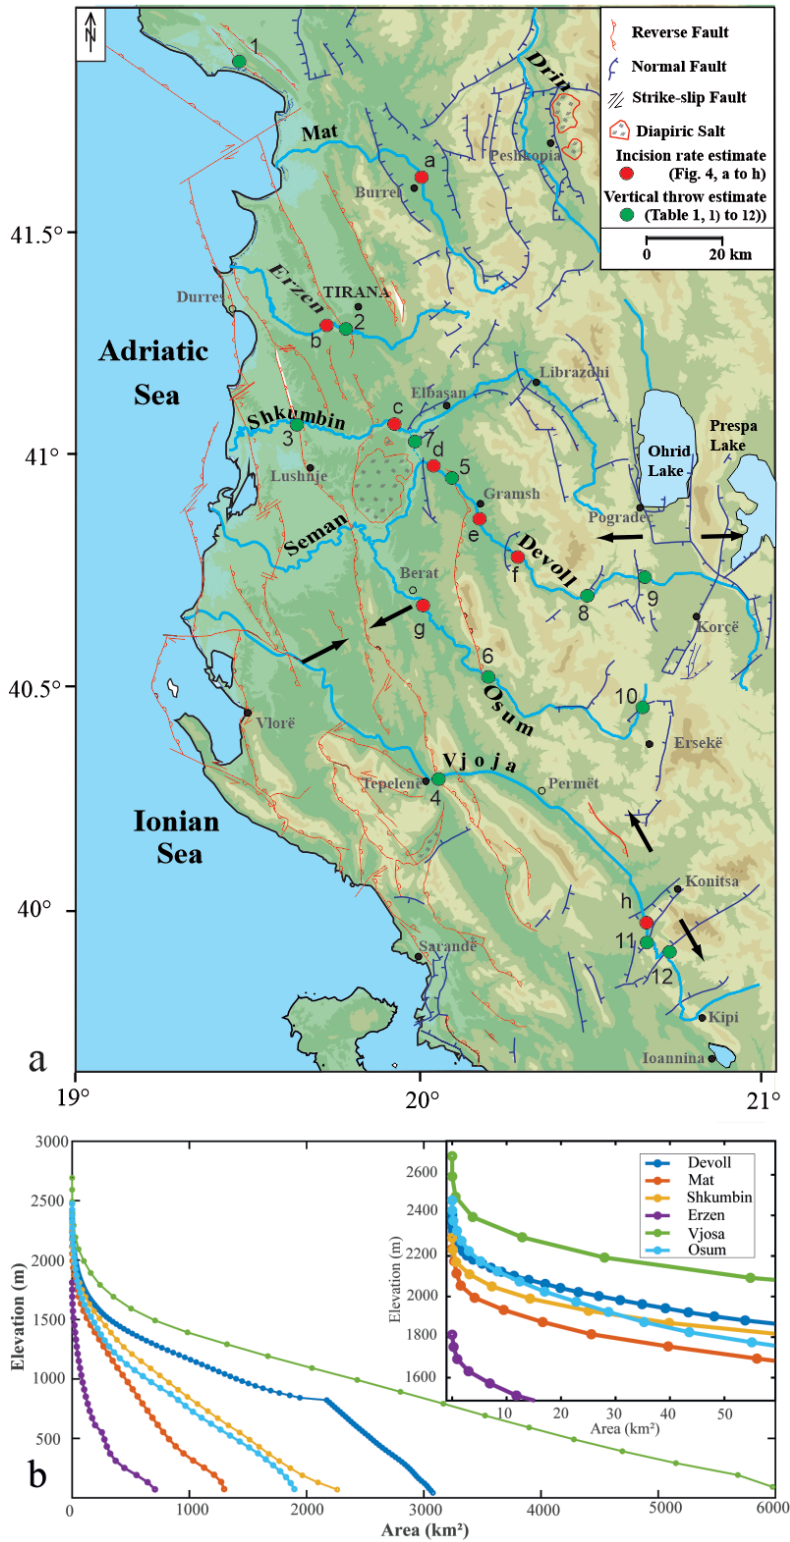 N
Reverse Fault
Normal Fault
Strike-slip Fault
Diapiric Salt
Incision rate estimate
(Fig. 4, a to h)
Vertical throw estimate
(Table 1, 1) to 12))
0 20 km
1
Drin
Mat
Peshkopia
a
Burrel
41.5°
Erzen
TIRANA
Durres
b
2
Adriatic
Sea
Librazhdi
Elbasan
Shkumbin
c
3
7
d
5
41°
Prespa
Lake
Ohrid
Lake
Lushnje
Gramsh
Pogradec
Seman
e
Devoll
f
Berat
8
9
g
Korçë
6
40.5°
Osum
10
Vlorë
Ersekë
Vjoja
Tepelenë
4
Permët
Ionian
Sea
Konitsa
h
40°
11
Sarandë
12
Kipi
Ioannina
a
19°
20°
21°
3000
2500
2000
1500
1000
500
Elevation (m)
0
1000
2000
3000
4000
5000
6000
Area (km²)
b
2600
2400
2200
2000
1800
1600
Elevation (m)
10
20
30
40
50
Area (km²)
Devoll
Mat
Shkumbin
Erzen
Vjosa
Osum